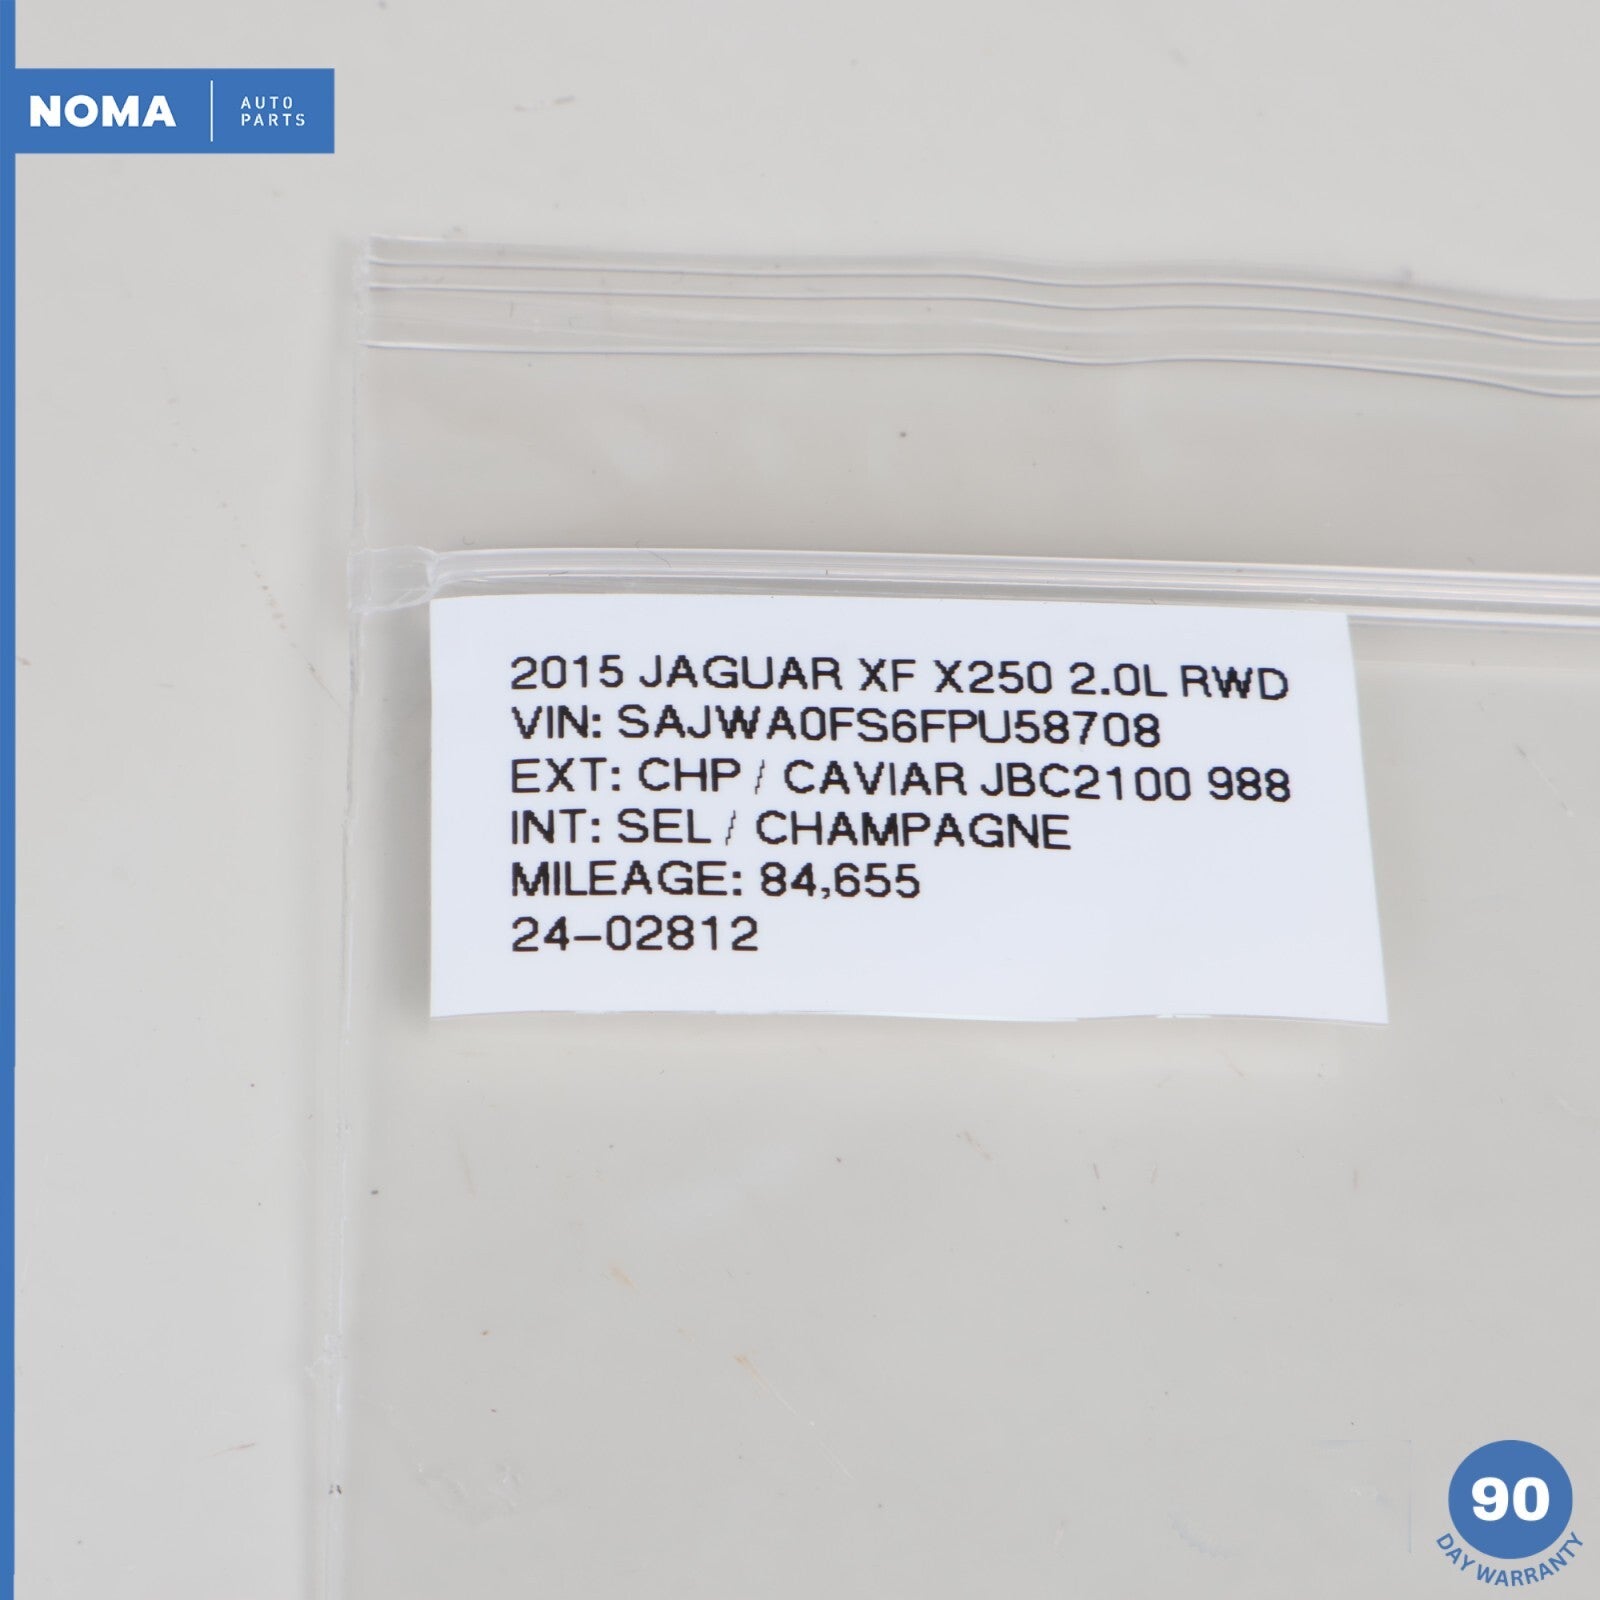 NOMA
AUTO
PARTS
2015 JAGUAR XF X250 2.0L RWD
VIN: SAJWA0FS6FPU58708
EXT: CHP / CAVIAR JBC2100 988
INT: SEL / CHAMPAGNE
MILEAGE: 84,655
24-02812
90
DAY WARRANTY